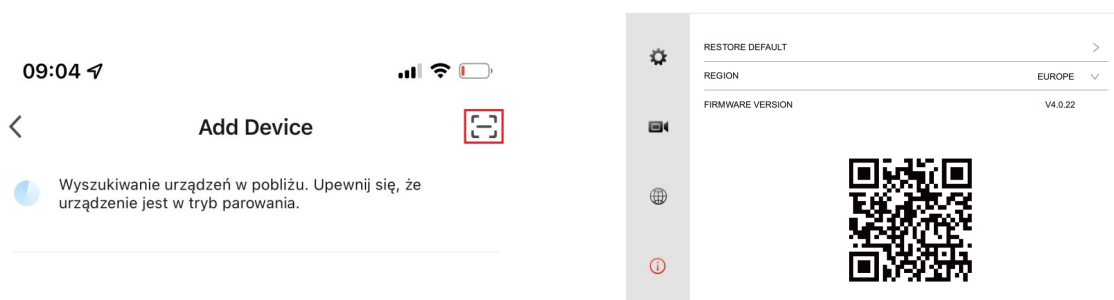 09:04
Add Device
Wyszukiwanie urządzeń w pobliżu. Upewnij się, że
urządzenie jest w tryb parowania.
RESTORE DEFAULT
REGION EUROPE
FIRMWARE VERSION V4.0.22